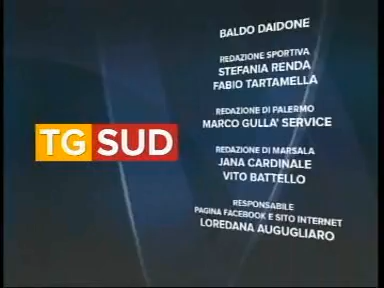 BALDO DAIDONE
REDAZIONE SPORTIVA
STEFANIA RENDA
FABIO TARTAMELLA
REDAZIONE DI PALERMO
MARCO GULLA' SERVICE
REDAZIONE DI MARSALA
JANA CARDINALE
VITO BATTELLO
RESPONSABILE
PAGINA FACEBOOK E SITO INTERNET
LOREDANA AUGUGLIARO
TG SUD